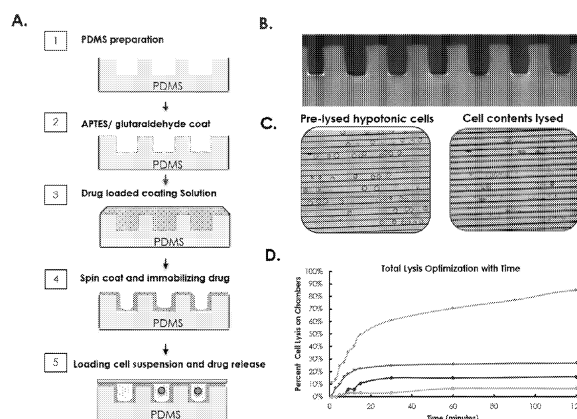 A.
1 PDMS preparation
PDMS
2 APTES/ glutaraldehyde coat
PDMS
3 Drug loaded coating Solution
PDMS
4 Spin coat and immobilizing drug
PDMS
5 Loading cell suspension and drug release
PDMS
B.
C.
Pre-lysed hypotonic cells
Cell contents lysed
D.
Total Lysis Optimization with Time
Percent Cell Lysis on Chambers
100%
90%
80%
70%
60%
50%
40%
30%
20%
10%
0%
0 20 40 60 80 100 120
Time (minutes)